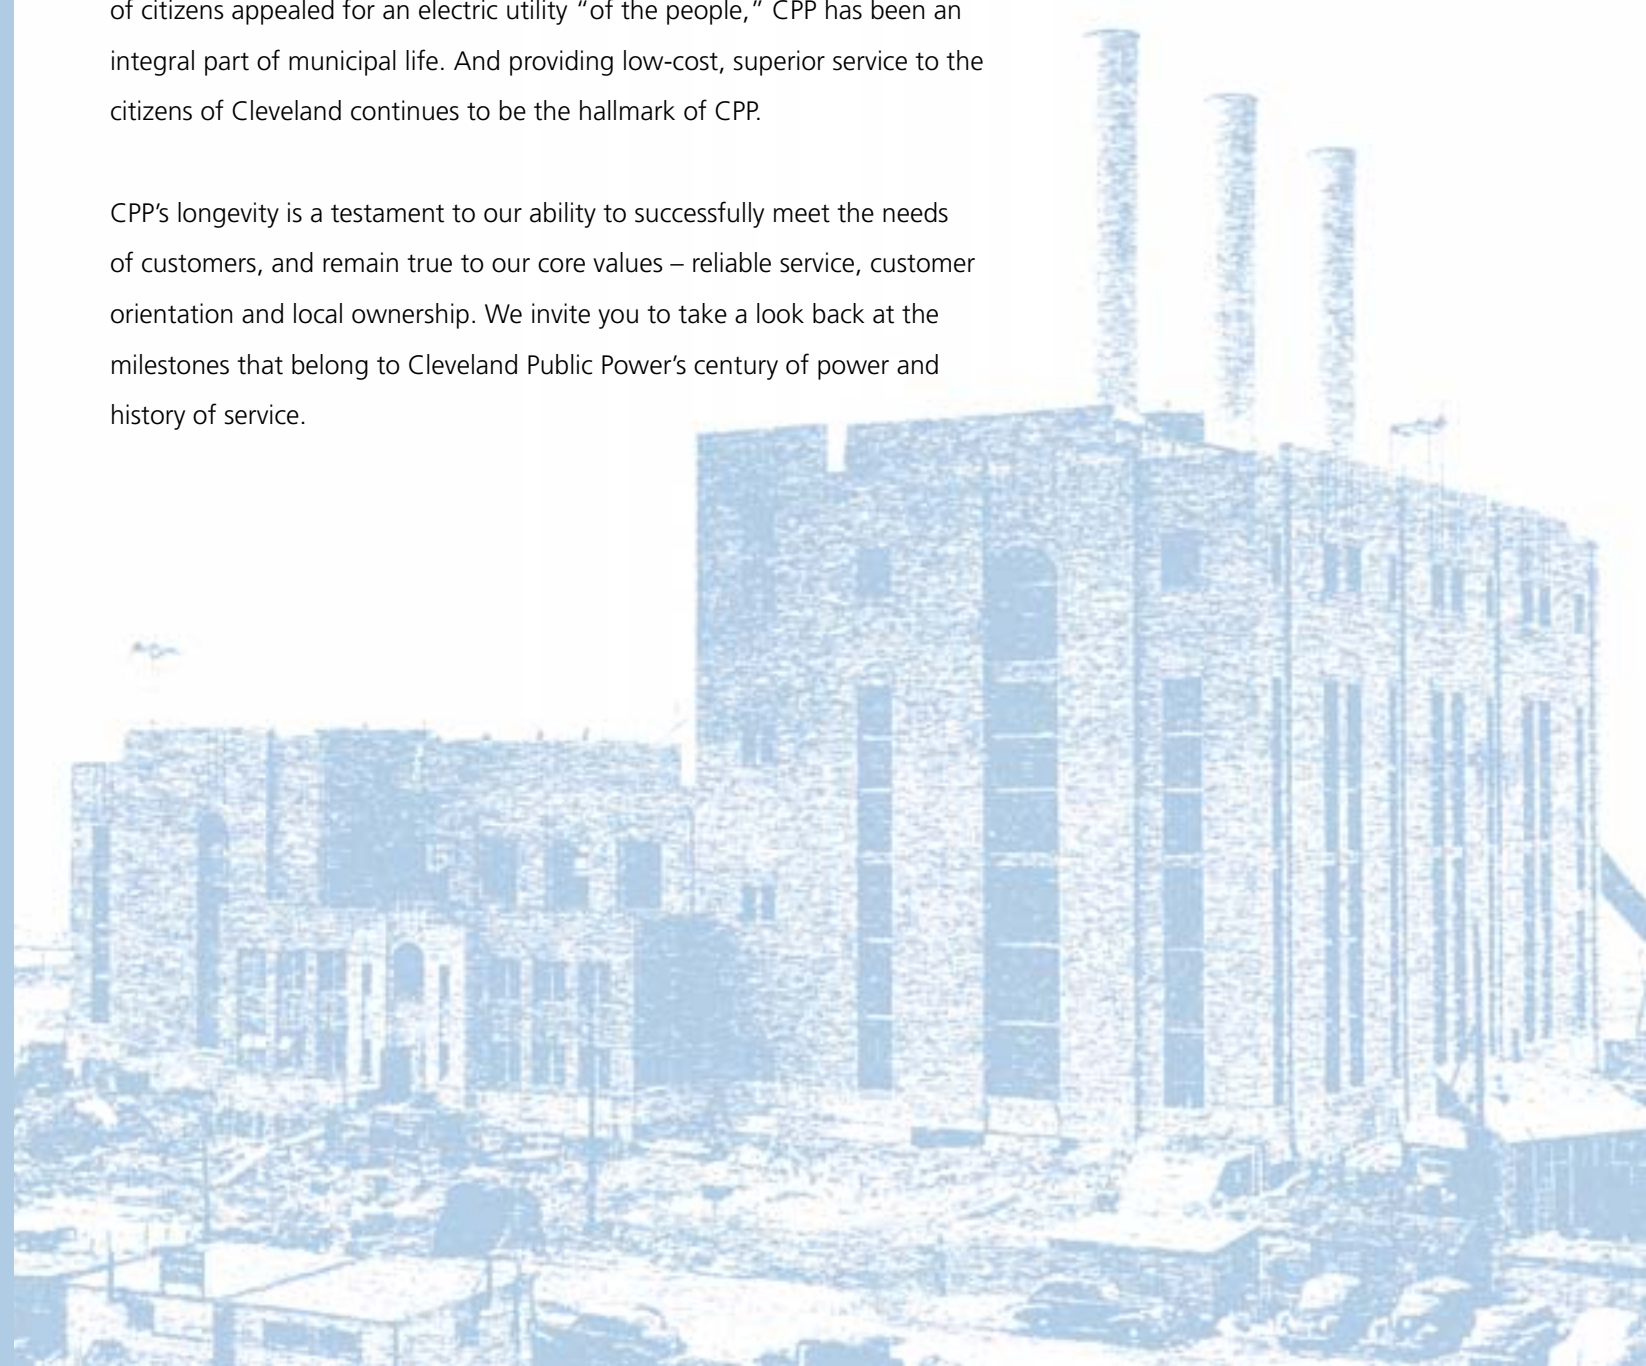 of citizens appealed for an electric utility “of the people,” CPP has been an
integral part of municipal life. And providing low-cost, superior service to the
citizens of Cleveland continues to be the hallmark of CPP.
CPP’s longevity is a testament to our ability to successfully meet the needs
of customers, and remain true to our core values – reliable service, customer
orientation and local ownership. We invite you to take a look back at the
milestones that belong to Cleveland Public Power’s century of power and
history of service.